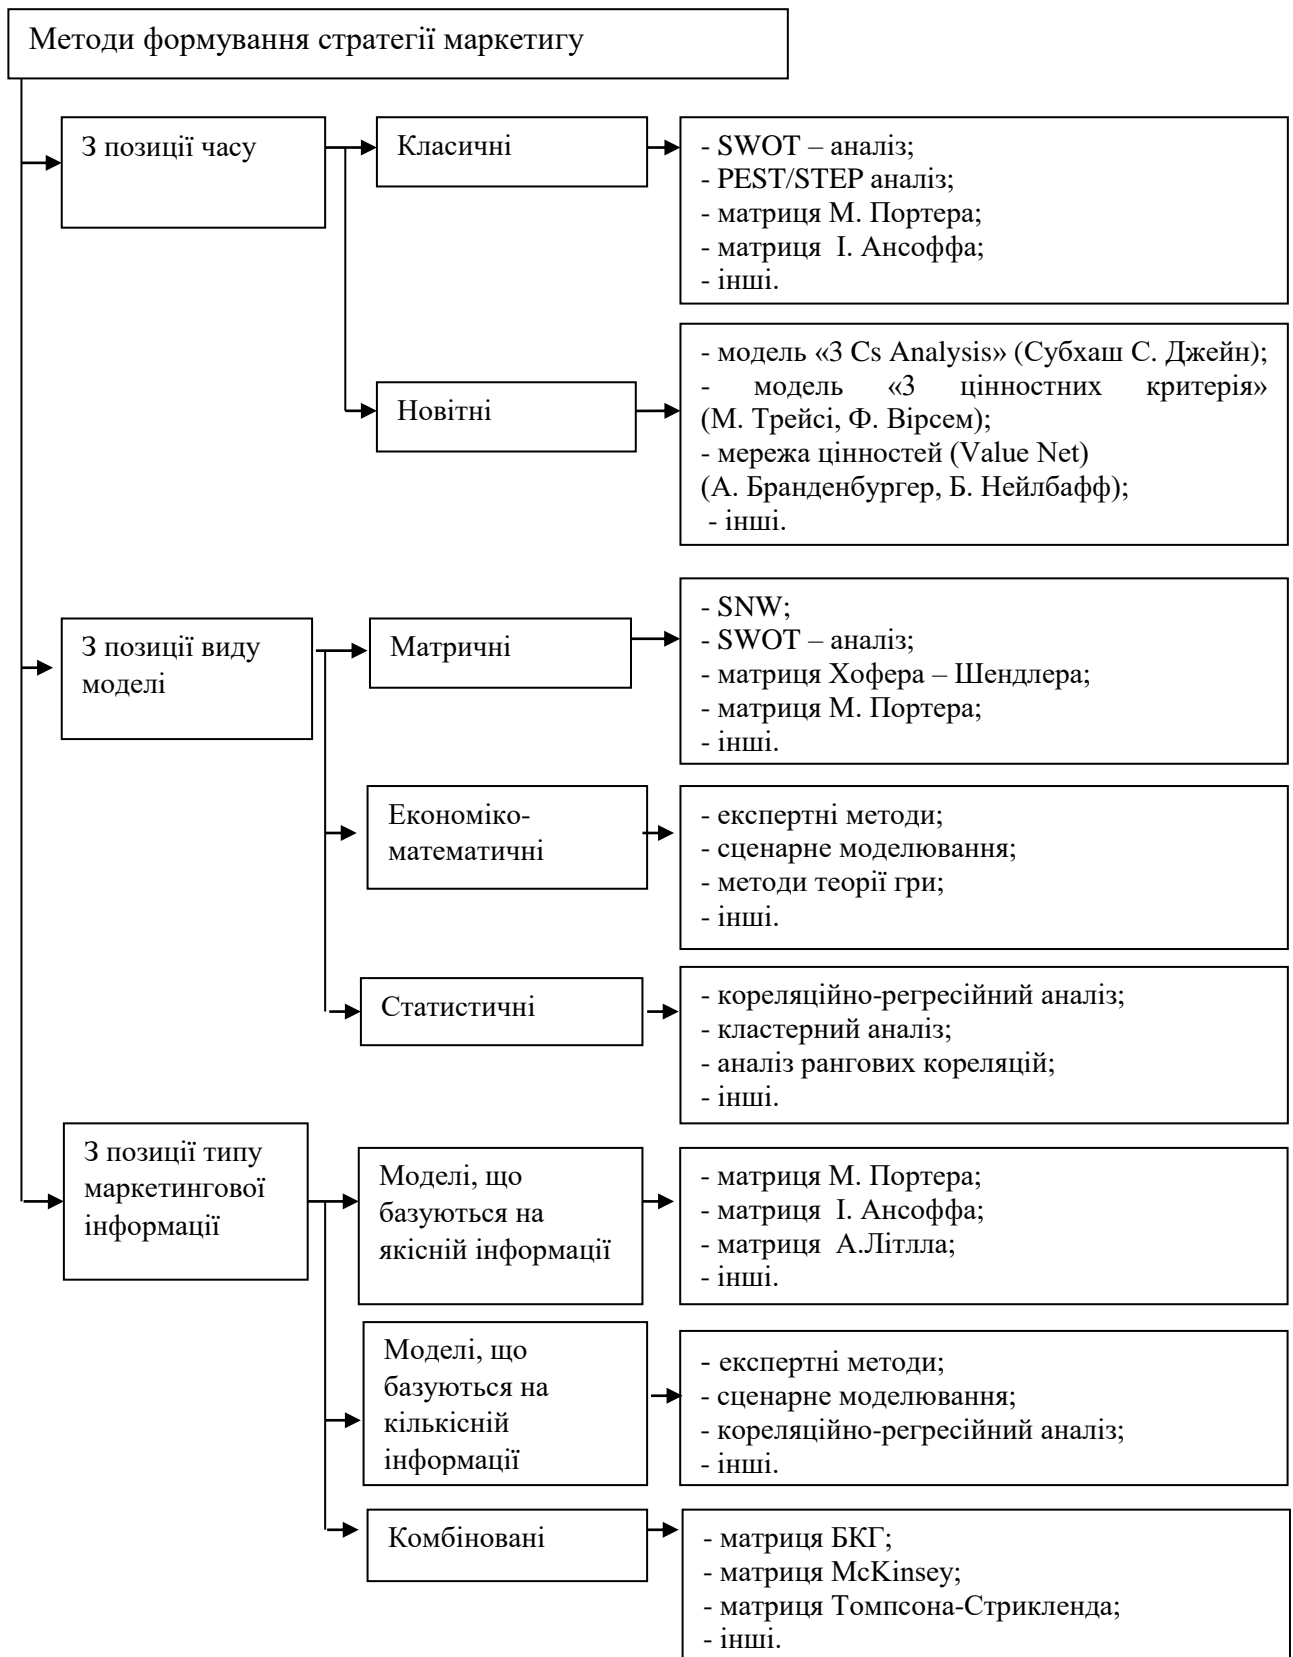 Методи формування стратегії маркетигу
З позиції часу
Класичні
- SWOT – аналіз;
- PEST/STEP аналіз;
- матриця М. Портера;
- матриця І. Ансоффа;
- інші.
Новітні
- модель «3 Cs Analysis» (Субхаш С. Джейн);
- модель «3 цінностних критерія»
(М. Трейсі, Ф. Вірсем);
- мережа цінностей (Value Net)
(А. Бранденбургер, Б. Нейлбафф);
- інші.
З позиції виду
моделі
Матричні
- SNW;
- SWOT – аналіз;
- матриця Хофера – Шендлера;
- матриця М. Портера;
- інші.
Економіко-
математичні
- експертні методи;
- сценарне моделювання;
- методи теорії гри;
- інші.
Статистичні
- кореляційно-регресійний аналіз;
- кластерний аналіз;
- аналіз рангових кореляцій;
- інші.
З позиції типу
маркетингової
інформації
Моделі, що
базуються на
якісній інформації
- матриця М. Портера;
- матриця І. Ансоффа;
- матриця А.Літлла;
- інші.
Моделі, що
базуються на
кількісній
інформації
- експертні методи;
- сценарне моделювання;
- кореляційно-регресійний аналіз;
- інші.
Комбіновані
- матриця БКГ;
- матриця McKinsey;
- матриця Томпсона-Стрикленда;
- інші.